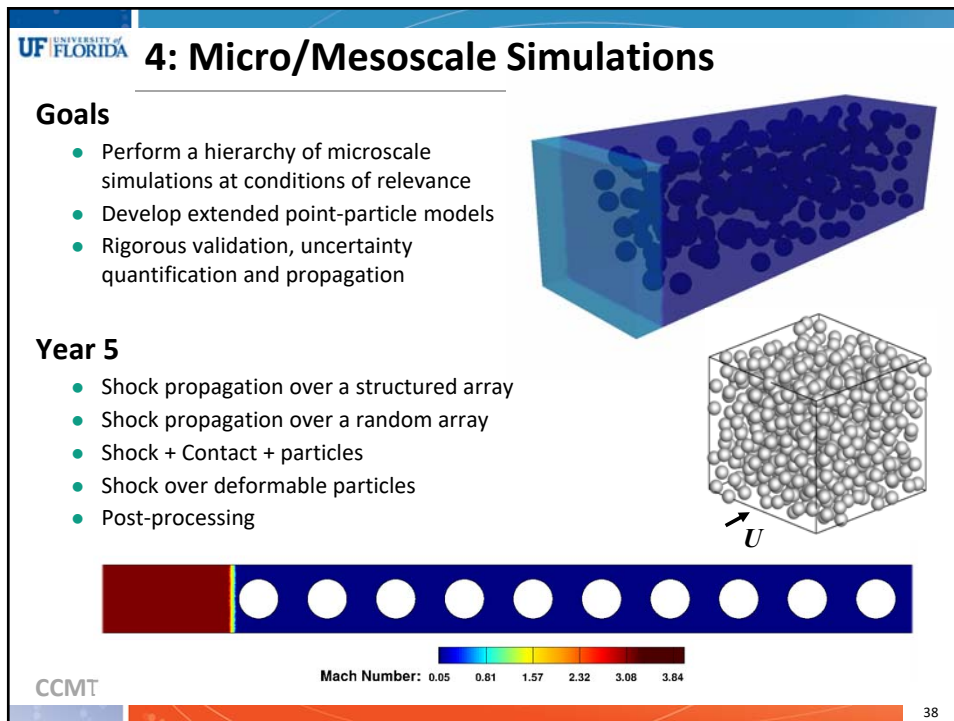 UF UNIVERSITY of FLORIDA
4: Micro/Mesoscale Simulations
Goals
● Perform a hierarchy of microscale
simulations at conditions of relevance
● Develop extended point-particle models
● Rigorous validation, uncertainty
quantification and propagation
Year 5
● Shock propagation over a structured array
● Shock propagation over a random array
● Shock + Contact + particles
● Shock over deformable particles
● Post-processing
U
Mach Number: 0.05 0.81 1.57 2.32 3.08 3.84
CCMT
38